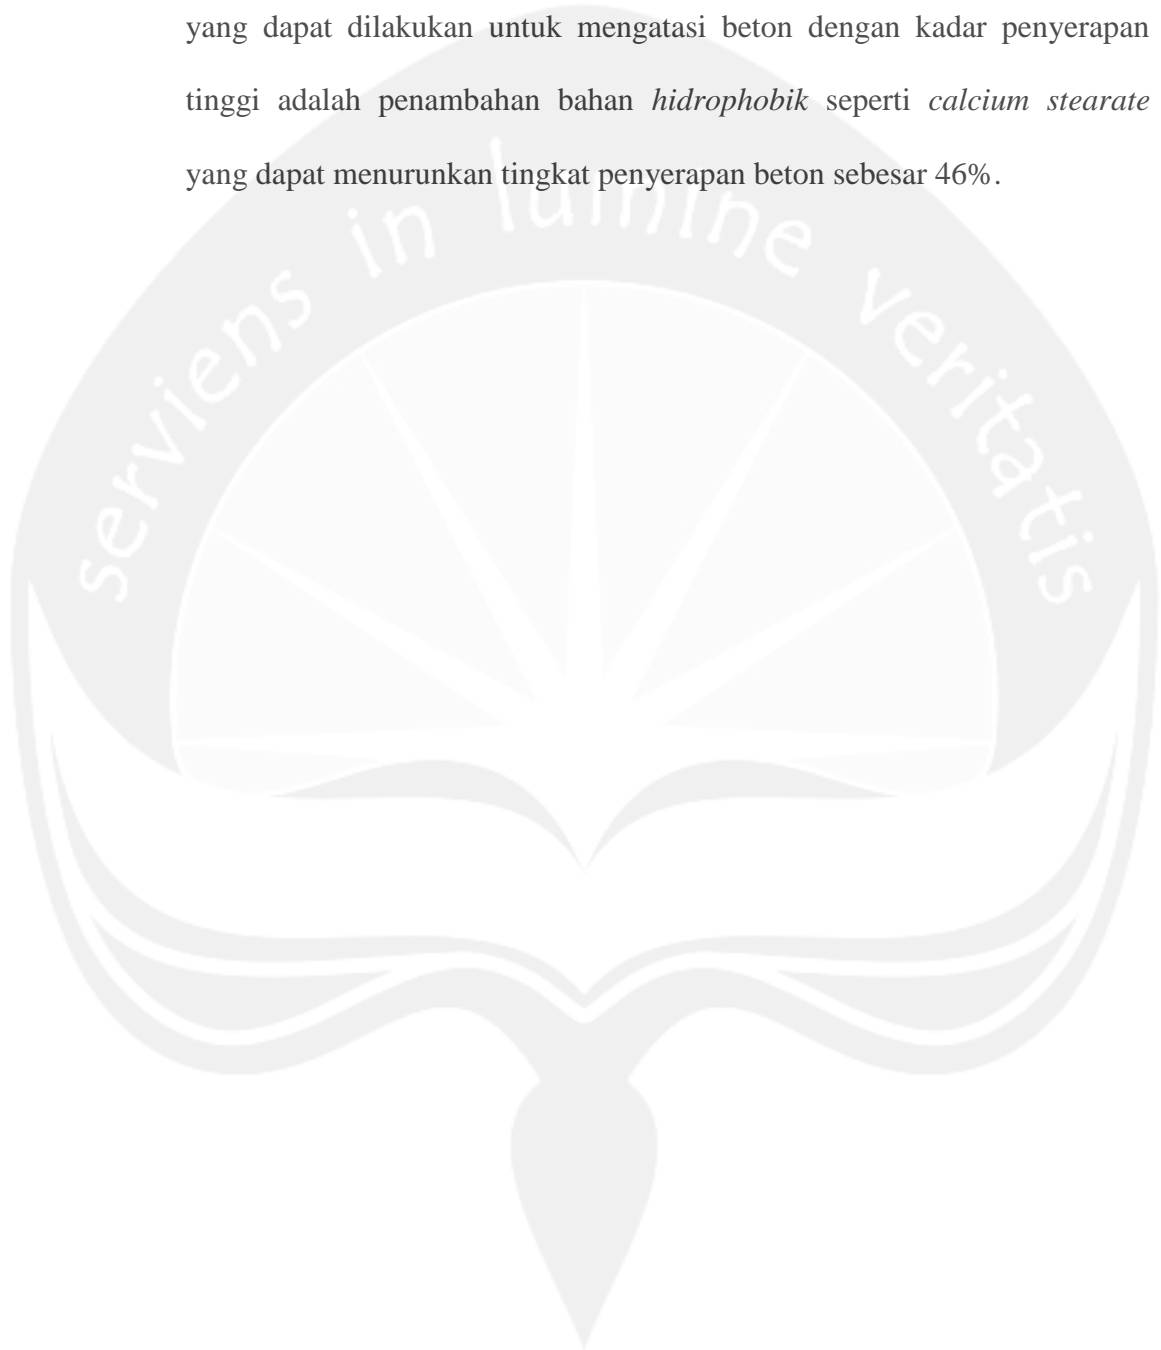 yang dapat dilakukan untuk mengatasi beton dengan kadar penyerapan
tinggi adalah penambahan bahan hidrophobik seperti calcium stearate
yang dapat menurunkan tingkat penyerapan beton sebesar 46%.
serviens in lumine veritatis